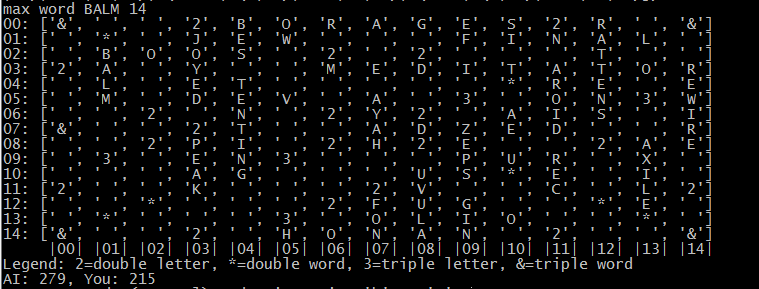 max word BALM 14
00: ['&', ' ', ' ', '2', 'B', 'O', 'R', 'A', 'G', 'E', 'S', '2', 'R', ' ', '&']
01: [' ', '*', ' ', 'J', 'E', 'W', ' ', ' ', ' ', 'F', 'I', 'N', 'A', 'L', ' ']
02: [' ', 'B', 'O', 'O', 'S', ' ', '2', ' ', '2', ' ', ' ', ' ', 'T', ' ', ' ']
03: ['2', 'A', ' ', 'Y', ' ', ' ', 'M', 'E', 'D', 'I', 'T', 'A', 'T', 'O', 'R']
04: [' ', 'L', ' ', 'E', 'T', ' ', ' ', ' ', ' ', ' ', '*', 'R', 'E', ' ', 'E']
05: [' ', 'M', ' ', 'D', 'E', 'V', ' ', 'A', ' ', '3', ' ', 'O', 'N', '3', 'W']
06: [' ', ' ', '2', ' ', 'N', ' ', '2', 'Y', '2', ' ', 'A', 'I', 'S', ' ', 'I']
07: ['&', ' ', ' ', '2', 'T', ' ', ' ', 'A', 'D', 'Z', 'E', 'D', ' ', ' ', 'R']
08: [' ', ' ', '2', 'P', 'I', ' ', '2', 'H', '2', 'E', ' ', ' ', '2', 'A', 'E']
09: [' ', '3', ' ', 'E', 'N', '3', ' ', ' ', ' ', 'P', 'U', 'R', ' ', 'X', ' ']
10: [' ', ' ', ' ', 'A', 'G', ' ', ' ', ' ', 'U', 'S', '*', 'E', ' ', 'I', ' ']
11: ['2', ' ', ' ', 'K', ' ', ' ', ' ', '2', 'V', ' ', ' ', 'C', ' ', 'L', '2']
12: [' ', ' ', '*', ' ', ' ', ' ', '2', 'F', 'U', 'G', ' ', ' ', '*', 'E', ' ']
13: [' ', '*', ' ', ' ', ' ', '3', ' ', 'O', 'L', 'I', 'O', ' ', ' ', '*', ' ']
14: ['&', ' ', ' ', '2', ' ', 'H', 'O', 'N', 'A', 'N', ' ', '2', ' ', ' ', '&']
|00| |01| |02| |03| |04| |05| |06| |07| |08| |09| |10| |11| |12| |13| |14|
Legend: 2=double letter, *=double word, 3=triple letter, &=triple word
AI: 279, You: 215